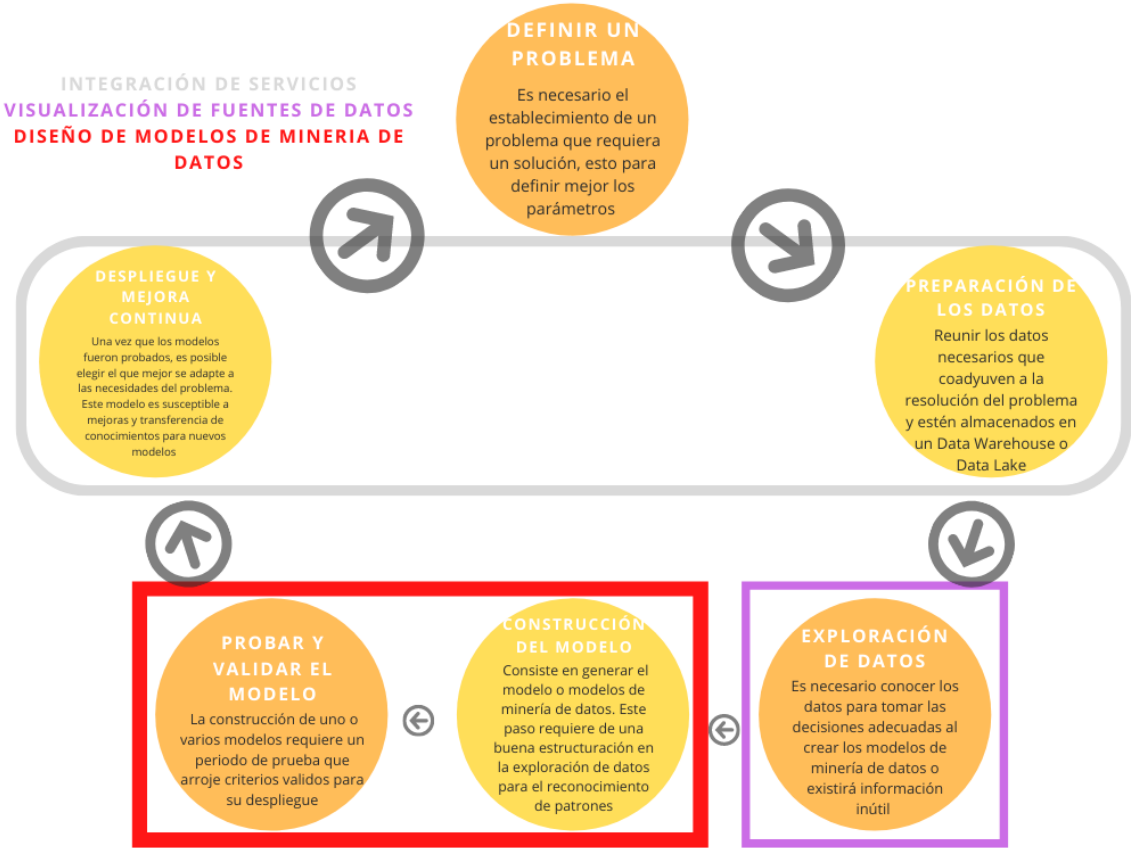 INTEGRACIÓN DE SERVICIOS
VISUALIZACIÓN DE FUENTES DE DATOS
DISEÑO DE MODELOS DE MINERIA DE
DATOS
DEFINIR UN
PROBLEMA
Es necesario el
establecimiento de un
problema que requiera
un solución, esto para
definir mejor los
parámetros
PREPARACIÓN DE
LOS DATOS
Reunir los datos
necesarios que
coadyuven a la
resolución del problema
y estén almacenados en
un Data Warehouse o
Data Lake
EXPLORACIÓN
DE DATOS
Es necesario conocer los
datos para tomar las
decisiones adecuadas al
crear los modelos de
minería de datos o
existirá información
inútil
CONSTRUCCIÓN
DEL MODELO
Consiste en generar el
modelo o modelos de
minería de datos. Este
paso requiere de una
buena estructuración en
la exploración de datos
para el reconocimiento
de patrones
PROBAR Y
VALIDAR EL
MODELO
La construcción de uno o
varios modelos requiere un
periodo de prueba que
arroje criterios validos para
su despliegue
DESPLIEGUE Y
MEJORA
CONTINUA
Una vez que los modelos
fueron probados, es posible
elegir el que mejor se adapte a
las necesidades del problema.
Este modelo es susceptible a
mejoras y transferencia de
conocimientos para nuevos
modelos